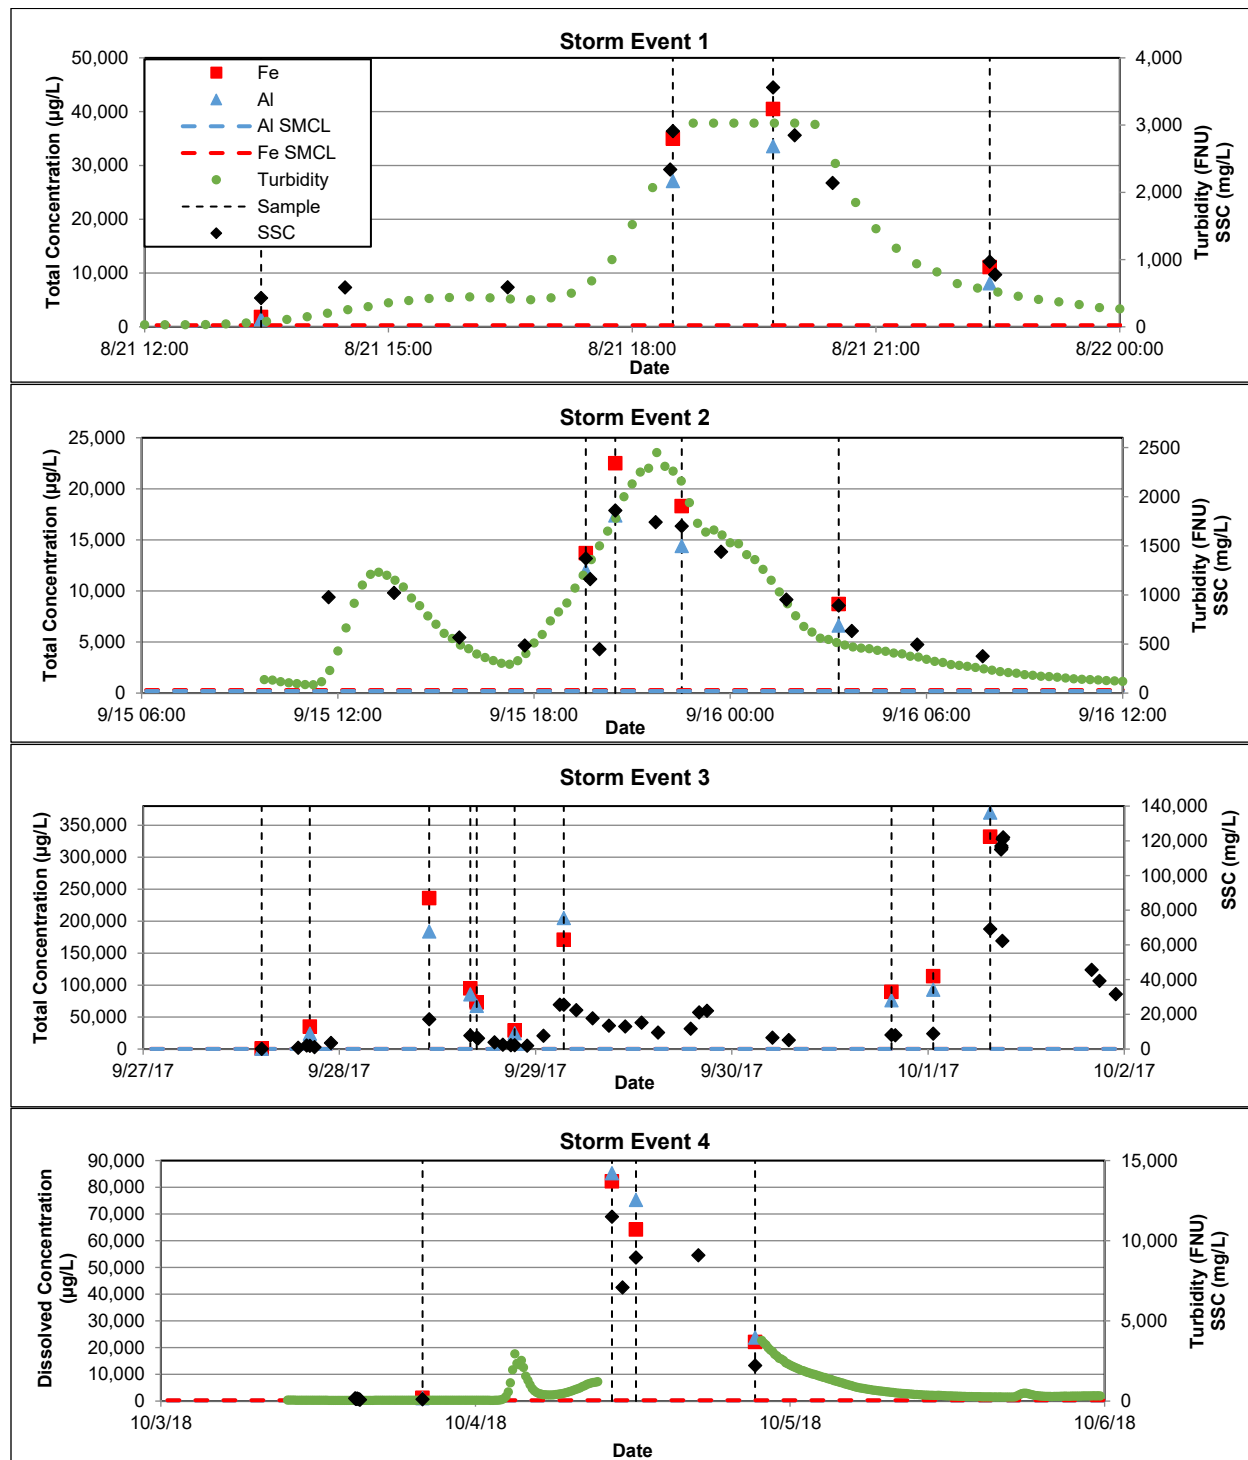 Storm Event 1
Total Concentration (µg/L)
50,000
40,000
30,000
20,000
10,000
0
Fe
Al
Al SMCL
Fe SMCL
Turbidity
Sample
SSC
4,000
3,000
2,000
1,000
0
Turbidity (FNU)
SSC (mg/L)
8/21 12:00
8/21 15:00
8/21 18:00
8/21 21:00
8/22 00:00
Date
Storm Event 2
Total Concentration (µg/L)
25,000
20,000
15,000
10,000
5,000
0
2500
2000
1500
1000
500
0
Turbidity (FNU)
SSC (mg/L)
9/15 06:00
9/15 12:00
9/15 18:00
9/16 00:00
9/16 06:00
9/16 12:00
Date
Storm Event 3
Total Concentration (µg/L)
350,000
300,000
250,000
200,000
150,000
100,000
50,000
0
140,000
120,000
100,000
80,000
60,000
40,000
20,000
0
SSC (mg/L)
9/27/17
9/28/17
9/29/17
9/30/17
10/1/17
10/2/17
Date
Storm Event 4
Dissolved Concentration
(µg/L)
90,000
80,000
70,000
60,000
50,000
40,000
30,000
20,000
10,000
0
15,000
10,000
5,000
0
Turbidity (FNU)
SSC (mg/L)
10/3/18
10/4/18
10/5/18
10/6/18
Date